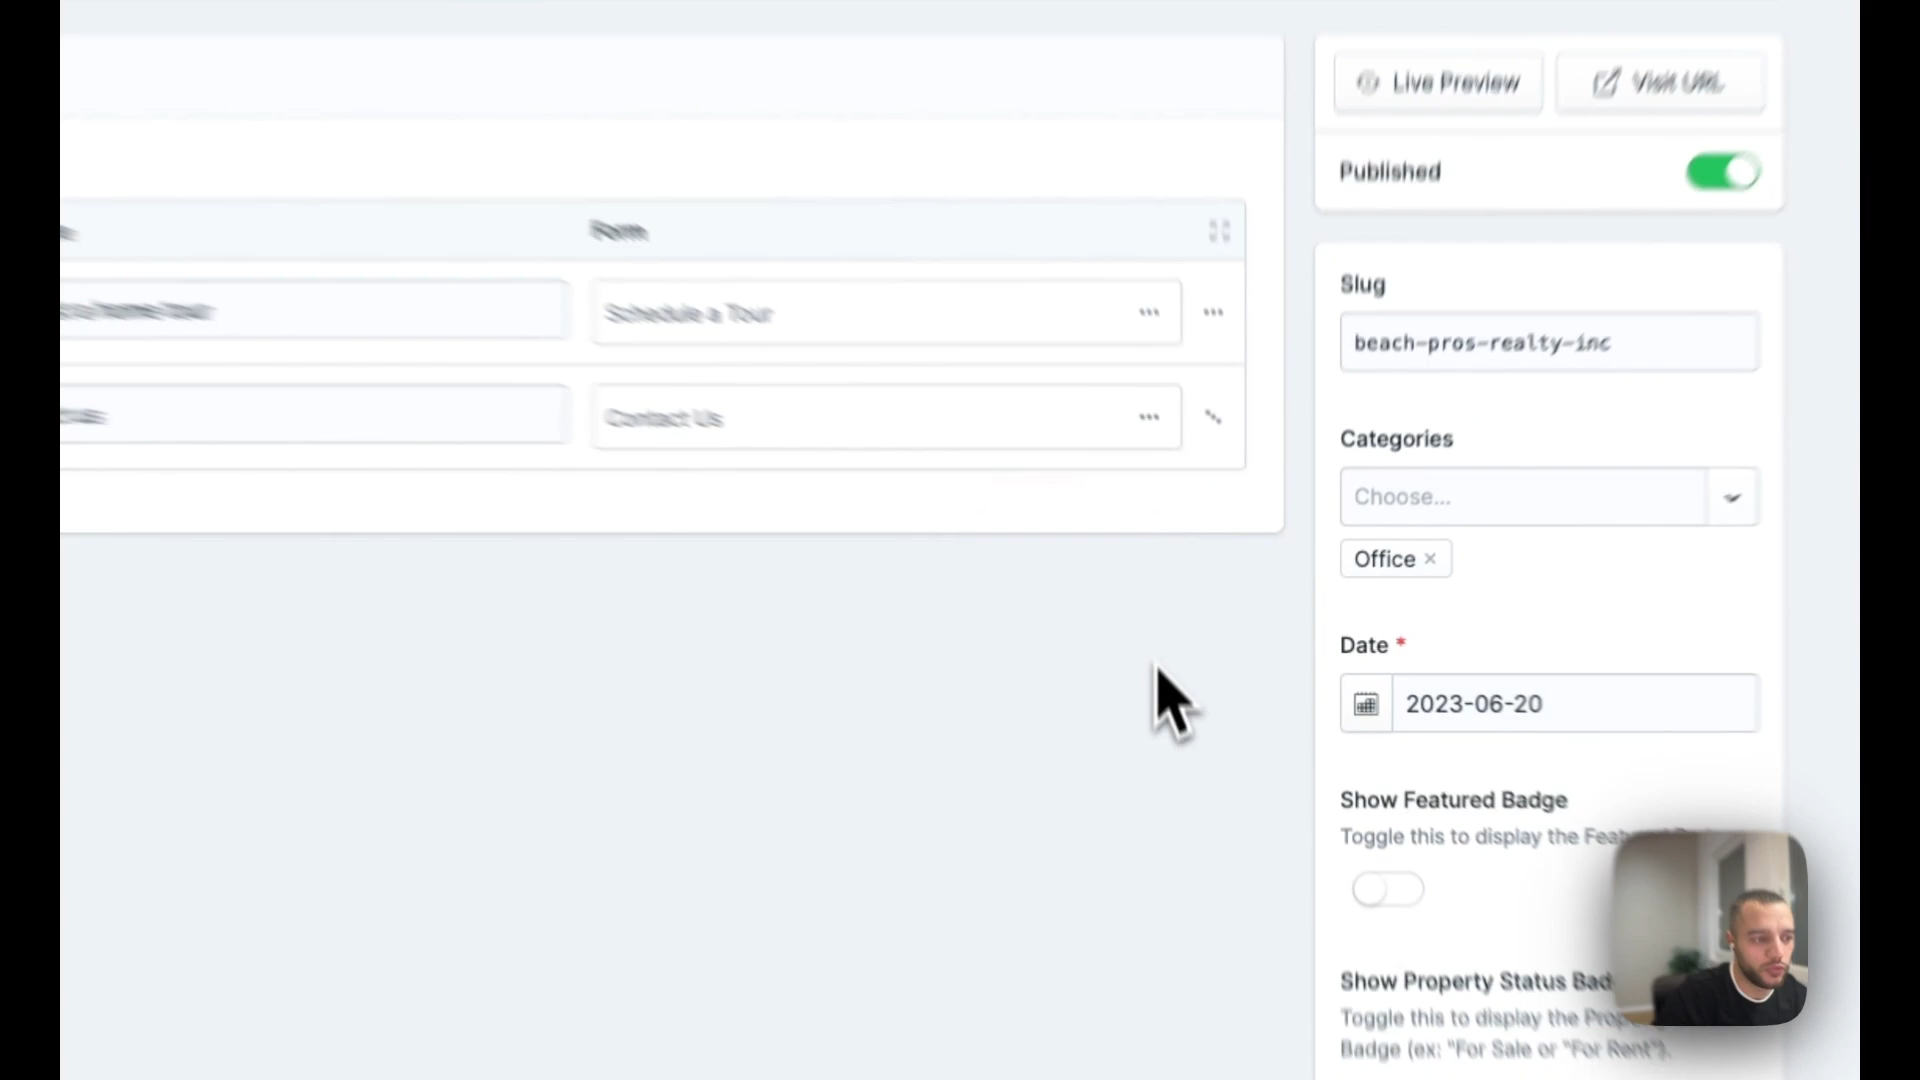 Live Preview
Visit URL
Published
Form
Schedule a Tour
Contact Us
Slug
beach-pros-realty-inc
Categories
Choose...
Office
Date *
2023-06-20
Show Featured Badge
Toggle this to display the
Show Property Status
Toggle this to display the
Badge (ex: "For Sale or "For Rent").